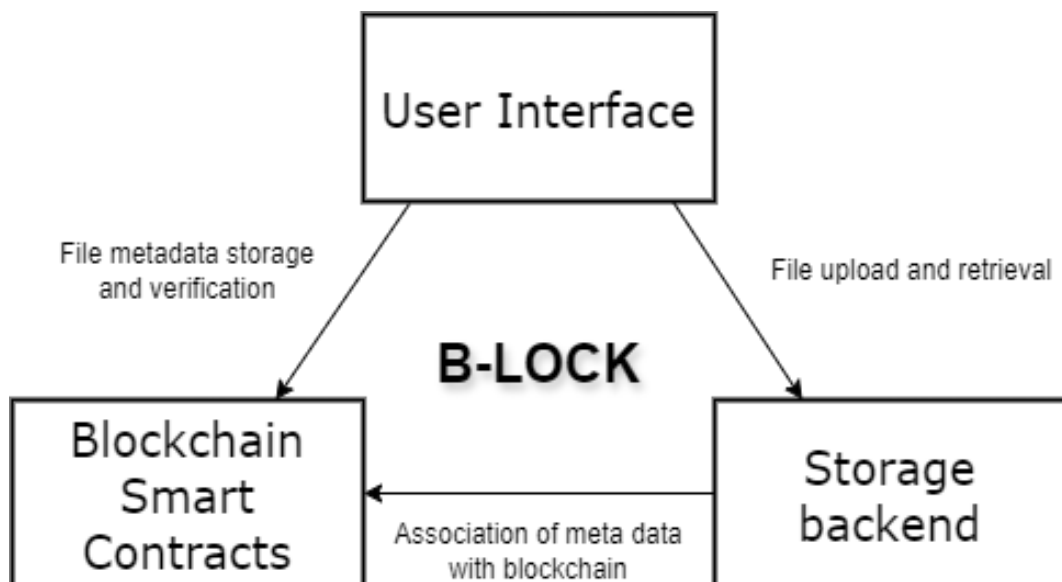 User Interface
File metadata storage
and verification
File upload and retrieval
B-LOCK
Blockchain
Smart
Contracts
Storage
backend
Association of meta data
with blockchain